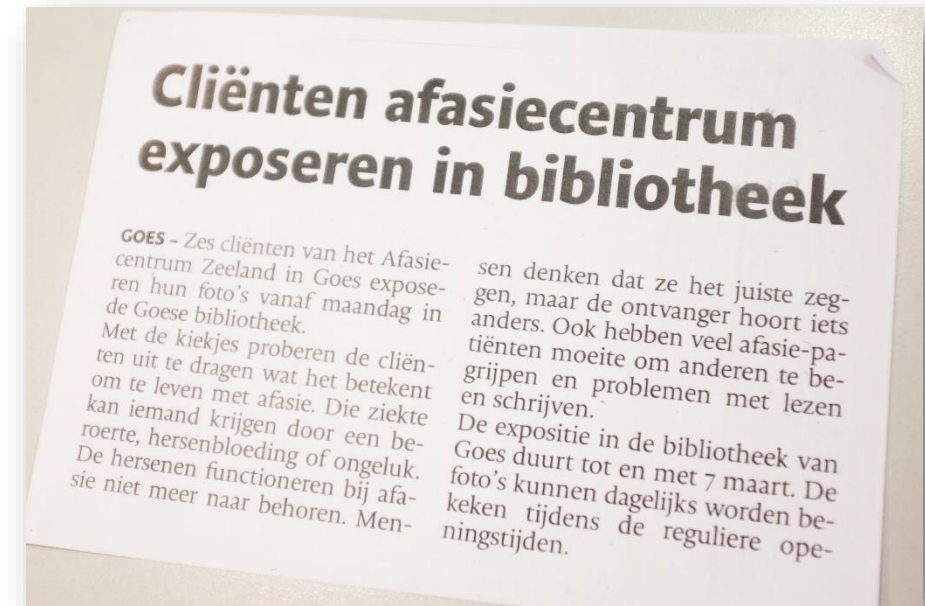 Cliënten afasiecentrum
exposeren in bibliotheek
GOES – Zes cliënten van het Afasie-
centrum Zeeland in Goes expose-
ren hun foto's vanaf maandag in
de Goese bibliotheek.
Met de kiekjes proberen de cliën-
ten uit te dragen wat het betekent
om te leven met afasie. Die ziekte
kan iemand krijgen door een be-
roerte, hersenbloeding of ongeluk.
De hersenen functioneren bij afa-
sie niet meer naar behoren. Men-
sen denken dat ze het juiste zeg-
gen, maar de ontvanger hoort iets
anders. Ook hebben veel afasie-pa-
tiënten moeite om anderen te be-
grijpen en problemen met lezen
en schrijven.
De expositie in de bibliotheek van
Goes duurt tot en met 7 maart. De
foto's kunnen dagelijks worden be-
keken tijdens de reguliere ope-
ningstijden.